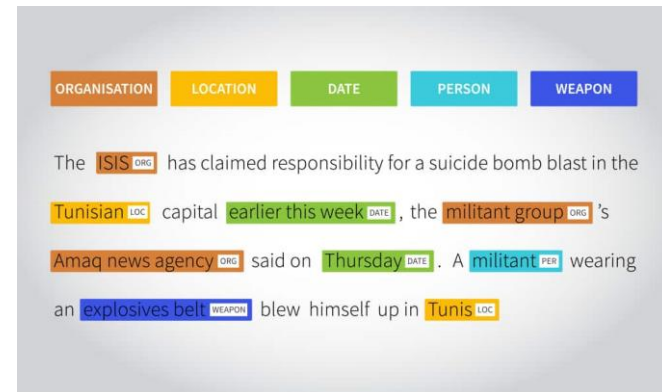 ORGANISATION LOCATION DATE PERSON WEAPON
The ISIS ORG has claimed responsibility for a suicide bomb blast in the
Tunisian LOC capital earlier this week DATE , the militant group ORG 's
Amaq news agency ORG said on Thursday DATE . A militant PER wearing
an explosives belt WEAPON blew himself up in Tunis LOC